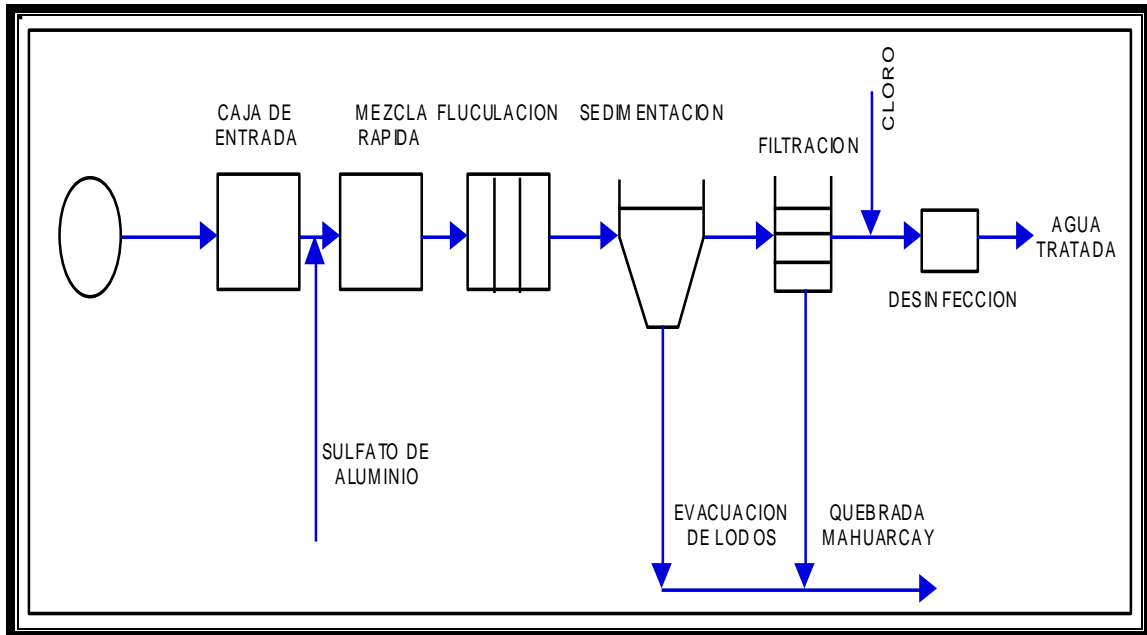 CAJA DE
ENTRADA
MEZCLA
RAPIDA
FLUCULACION
SEDIMENTACION
FILTRACION
CLORO
DESINFECCION
AGUA
TRATADA
SULFATO DE
ALUMINIO
EVACUACION
DE LODOS
QUEBRADA
MAHUARCAY